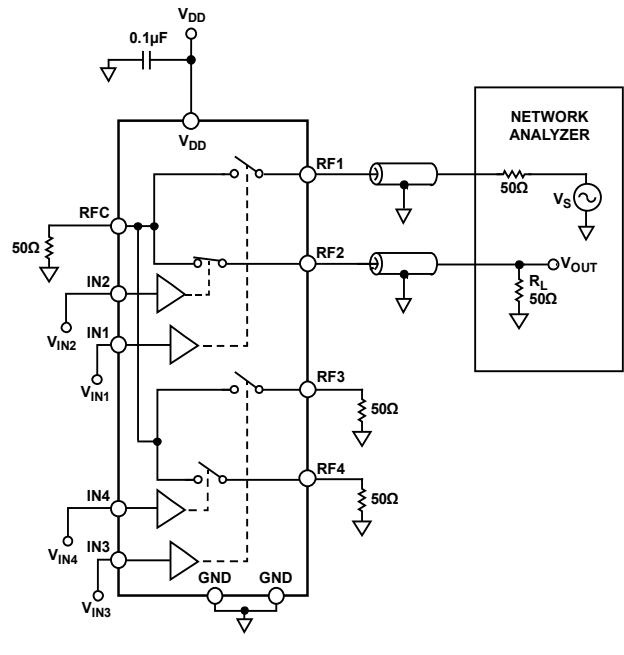 VDD
0.1µF
VDD
NETWORK
ANALYZER
RF1
50Ω
VS
RFC
50Ω
RF2
VOUT
RL
50Ω
IN2
VIN2
IN1
VIN1
RF3
50Ω
RF4
50Ω
IN4
VIN4
IN3
VIN3
GND
GND